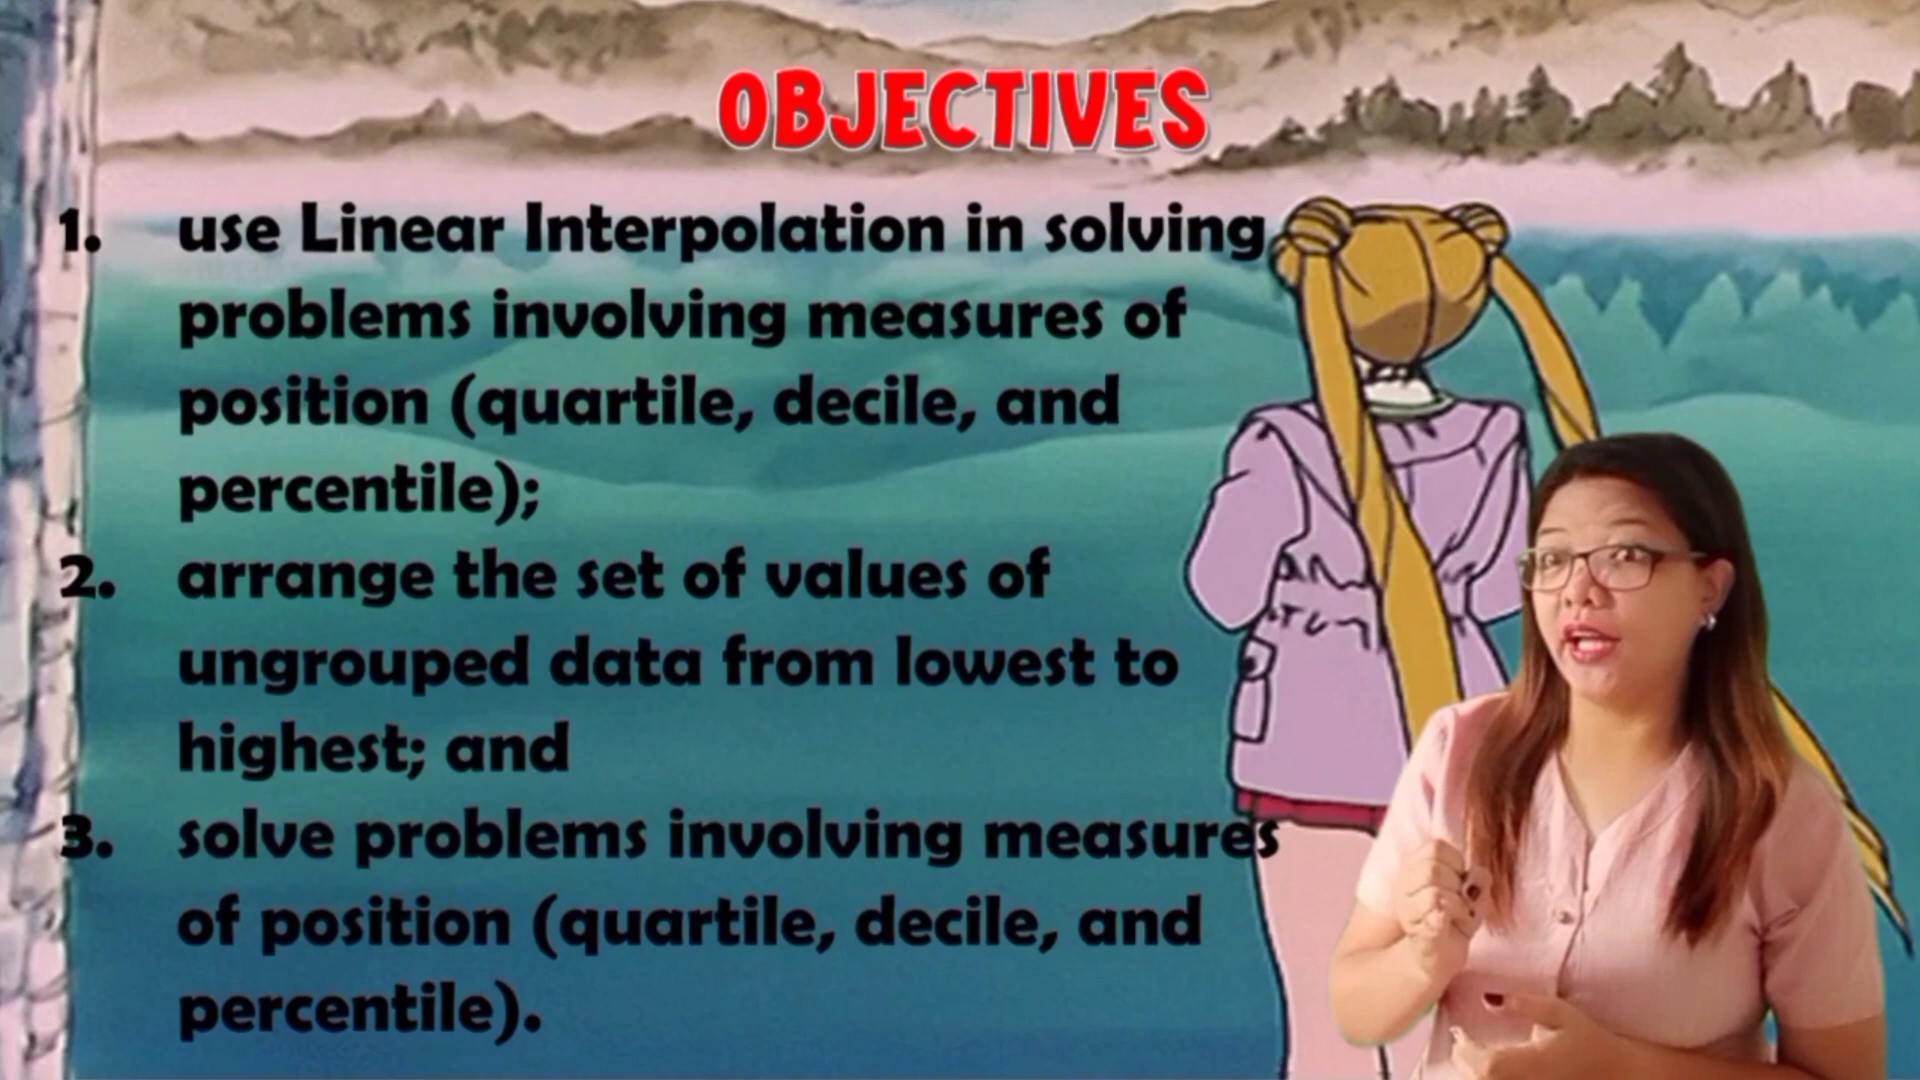 OBJECTIVES
1. use Linear Interpolation in solving
problems involving measures of
position (quartile, decile, and
percentile);
2. arrange the set of values of
ungrouped data from lowest to
highest; and
3. solve problems involving measures
of position (quartile, decile, and
percentile).